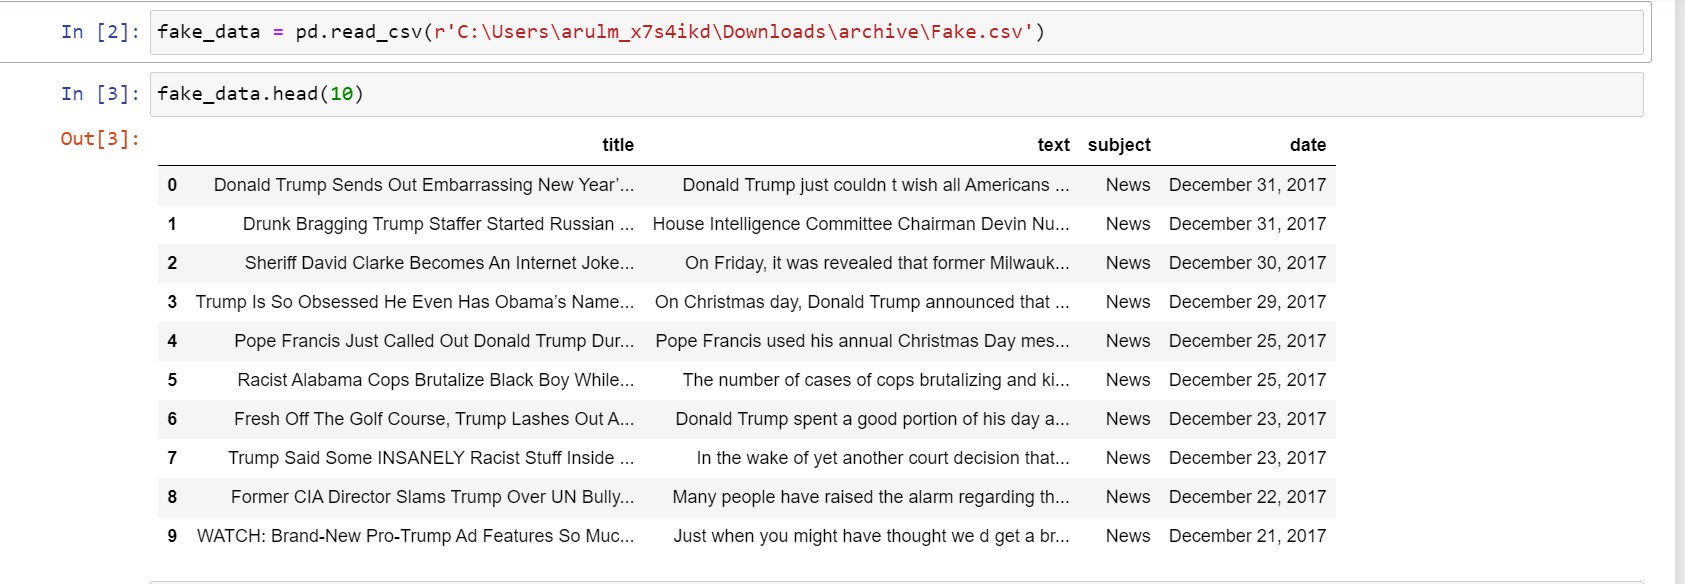 In [2]: fake_data = pd.read_csv(r'C:\Users\arulm_x7s4ikd\Downloads\archive\Fake.csv')
In [3]: fake_data.head(10)
Out[3]:
title text subject date
0 Donald Trump Sends Out Embarrassing New Year’... Donald Trump just couldn t wish all Americans ... News December 31, 2017
1 Drunk Bragging Trump Staffer Started Russian ... House Intelligence Committee Chairman Devin Nu... News December 31, 2017
2 Sheriff David Clarke Becomes An Internet Joke... On Friday, it was revealed that former Milwauk... News December 30, 2017
3 Trump Is So Obsessed He Even Has Obama’s Name... On Christmas day, Donald Trump announced that ... News December 29, 2017
4 Pope Francis Just Called Out Donald Trump Dur... Pope Francis used his annual Christmas Day mes... News December 25, 2017
5 Racist Alabama Cops Brutalize Black Boy While... The number of cases of cops brutalizing and ki... News December 25, 2017
6 Fresh Off The Golf Course, Trump Lashes Out A... Donald Trump spent a good portion of his day a... News December 23, 2017
7 Trump Said Some INSANELY Racist Stuff Inside ... In the wake of yet another court decision that... News December 23, 2017
8 Former CIA Director Slams Trump Over UN Bully... Many people have raised the alarm regarding th... News December 22, 2017
9 WATCH: Brand-New Pro-Trump Ad Features So Muc... Just when you might have thought we d get a br... News December 21, 2017